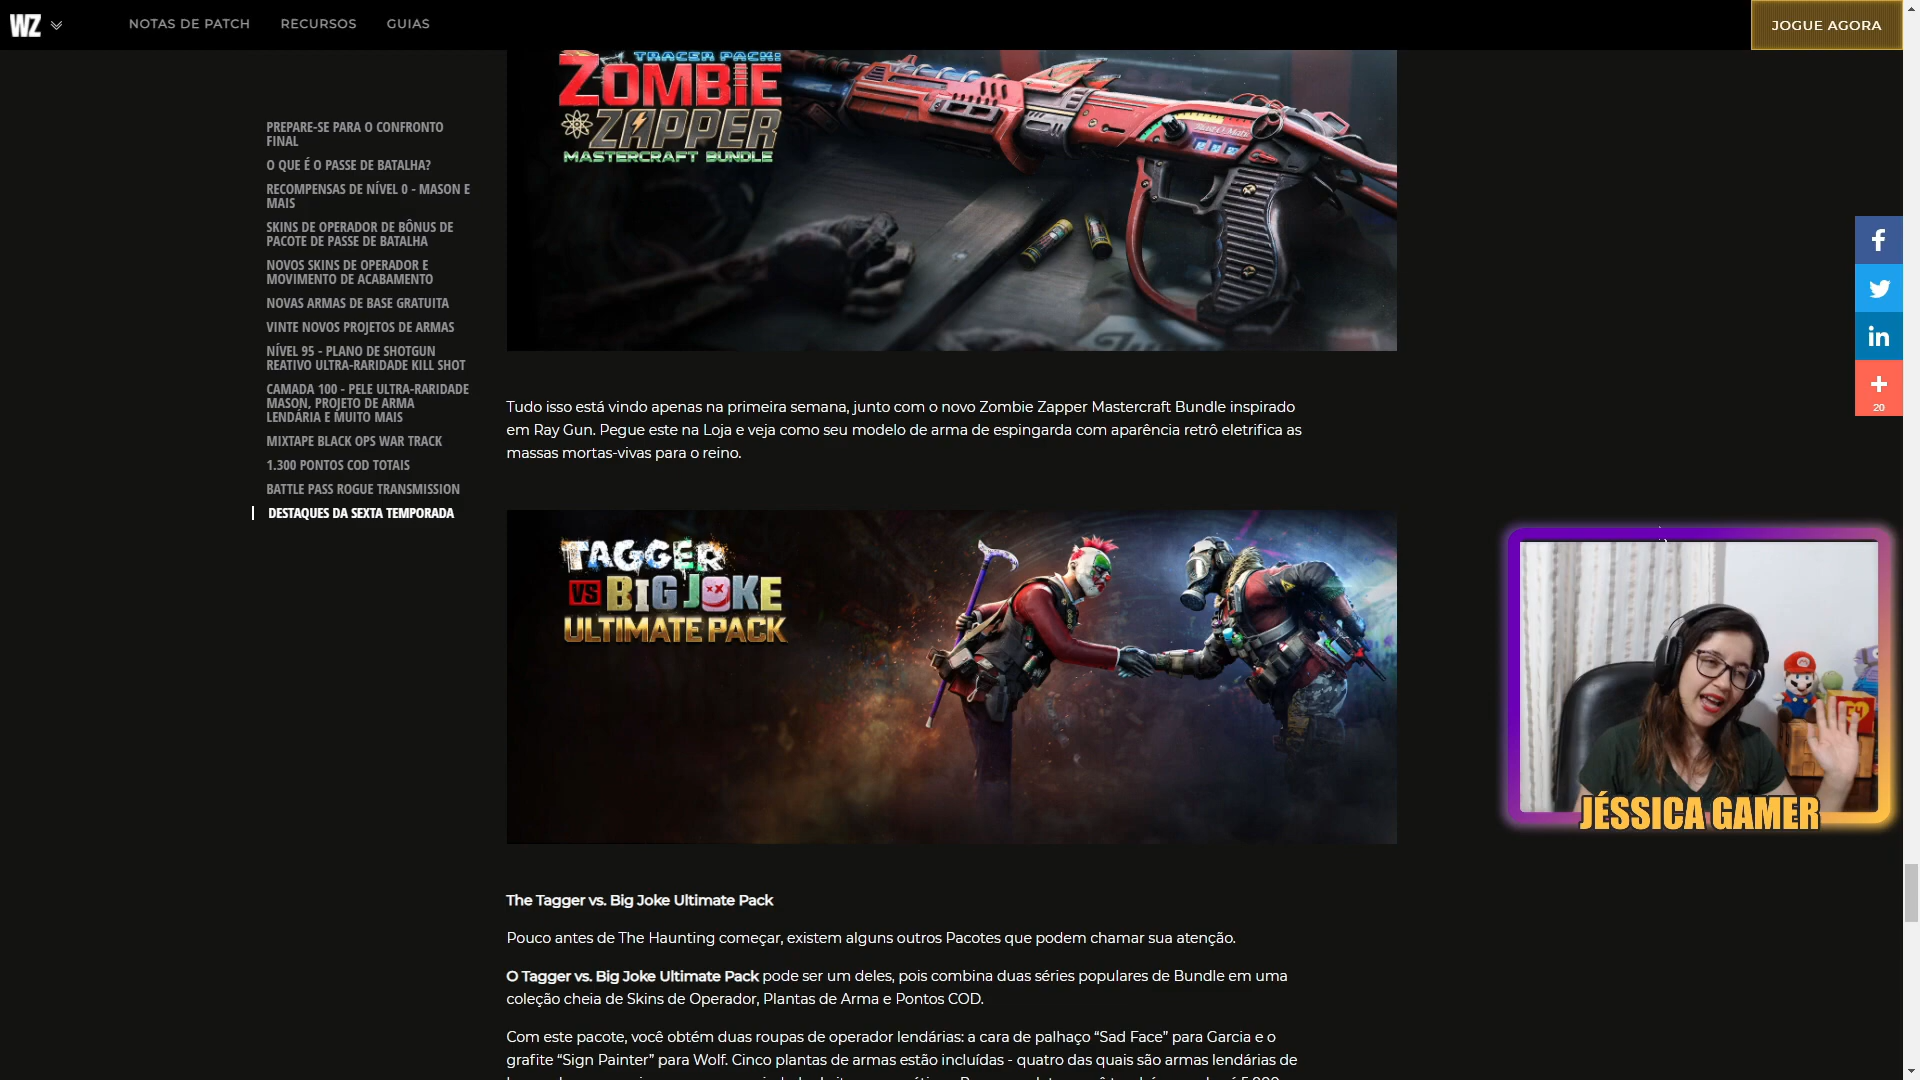 WZ
NOTAS DE PATCH
RECURSOS
GUIAS
JOGUE AGORA
PREPARE-SE PARA O CONFRONTO
FINAL
O QUE É O PASSE DE BATALHA?
RECOMPENSAS DE NÍVEL 0 - MASON E
MAIS
SKINS DE OPERADOR DE BÔNUS DE
PACOTE DE PASSE DE BATALHA
NOVOS SKINS DE OPERADOR E
MOVIMENTO DE ACABAMENTO
NOVAS ARMAS DE BASE GRATUITA
VINTE NOVOS PROJETOS DE ARMAS
NÍVEL 95 - PLANO DE SHOTGUN
REATIVO ULTRA-RARIDADE KILL SHOT
CAMADA 100 - PELE ULTRA-RARIDADE
MASON, PROJETO DE ARMA
LENDÁRIA E MUITO MAIS
MIXTAPE BLACK OPS WAR TRACK
1.300 PONTOS COD TOTAIS
BATTLE PASS ROGUE TRANSMISSION
DESTAQUES DA SEXTA TEMPORADA
TRACER PACK:
ZOMBIE
ZAPPER
MASTERCRAFT BUNDLE
Tudo isso está vindo apenas na primeira semana, junto com o novo Zombie Zapper Mastercraft Bundle inspirado
em Ray Gun. Pegue este na Loja e veja como seu modelo de arma de espingarda com aparência retrô eletrifica as
massas mortas-vivas para o reino.
TAGGER
VS BIG JOKE
ULTIMATE PACK
The Tagger vs. Big Joke Ultimate Pack
Pouco antes de The Haunting começar, existem alguns outros Pacotes que podem chamar sua atenção.
O Tagger vs. Big Joke Ultimate Pack pode ser um deles, pois combina duas séries populares de Bundle em uma
coleção cheia de Skins de Operador, Plantas de Arma e Pontos COD.
Com este pacote, você obtém duas roupas de operador lendárias: a cara de palhaço “Sad Face” para Garcia e o
grafite “Sign Painter” para Wolf. Cinco plantas de armas estão incluídas - quatro das quais são armas lendárias de
20
JÉSSICA GAMER